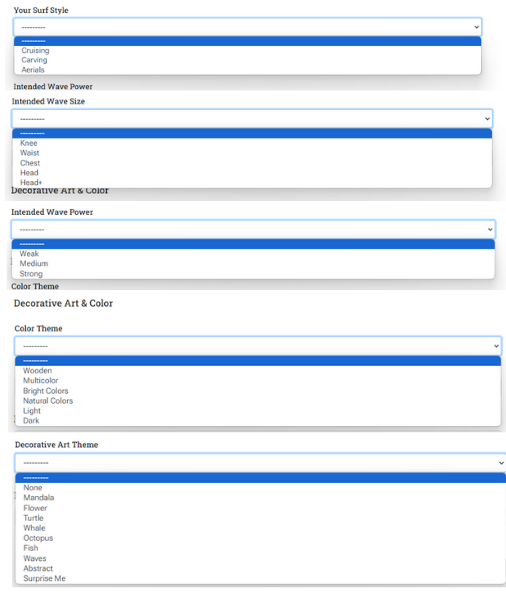 Your Surf Style
---------
---------
Cruising
Carving
Aerials
Intended Wave Power
Intended Wave Size
---------
---------
Knee
Waist
Chest
Head
Head+
Decorative Art & Color
Intended Wave Power
---------
---------
Weak
Medium
Strong
Color Theme
Decorative Art & Color
Color Theme
---------
---------
Wooden
Multicolor
Bright Colors
Natural Colors
Light
Dark
Decorative Art Theme
---------
---------
None
Mandala
Flower
Turtle
Whale
Octopus
Fish
Waves
Abstract
Surprise Me